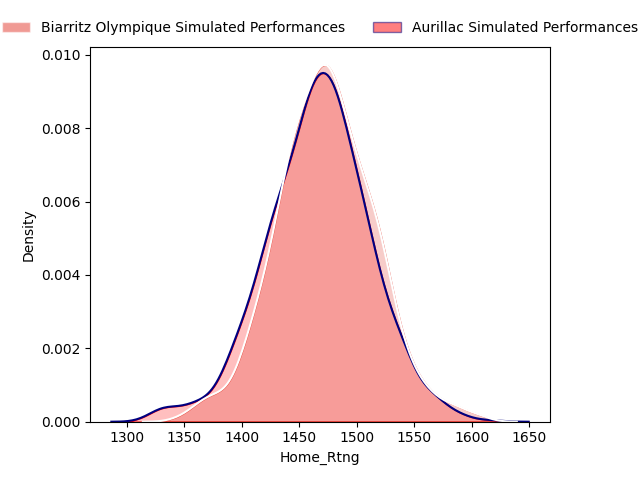 Biarritz Olympique Simulated Performances Aurillac Simulated Performances
0.010
0.008
0.006
0.004
0.002
0.000
Density
1300 1350 1400 1450 1500 1550 1600 1650
Home_Rtng